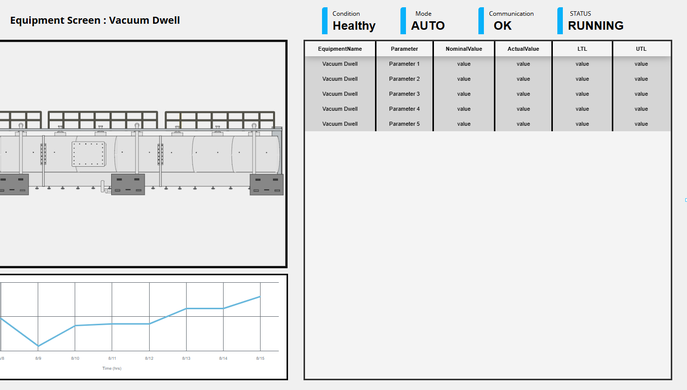 Equipment Screen : Vacuum Dwell
Condition
Healthy
Mode
AUTO
Communication
OK
STATUS
RUNNING
EquipmentName Parameter NominalValue ActualValue LTL UTL
Vacuum Dwell Parameter 1 value value value value
Vacuum Dwell Parameter 2 value value value value
Vacuum Dwell Parameter 3 value value value value
Vacuum Dwell Parameter 4 value value value value
Vacuum Dwell Parameter 5 value value value value
8/9 8/10 8/11 8/12 8/13 8/14 8/15
Time (hrs)